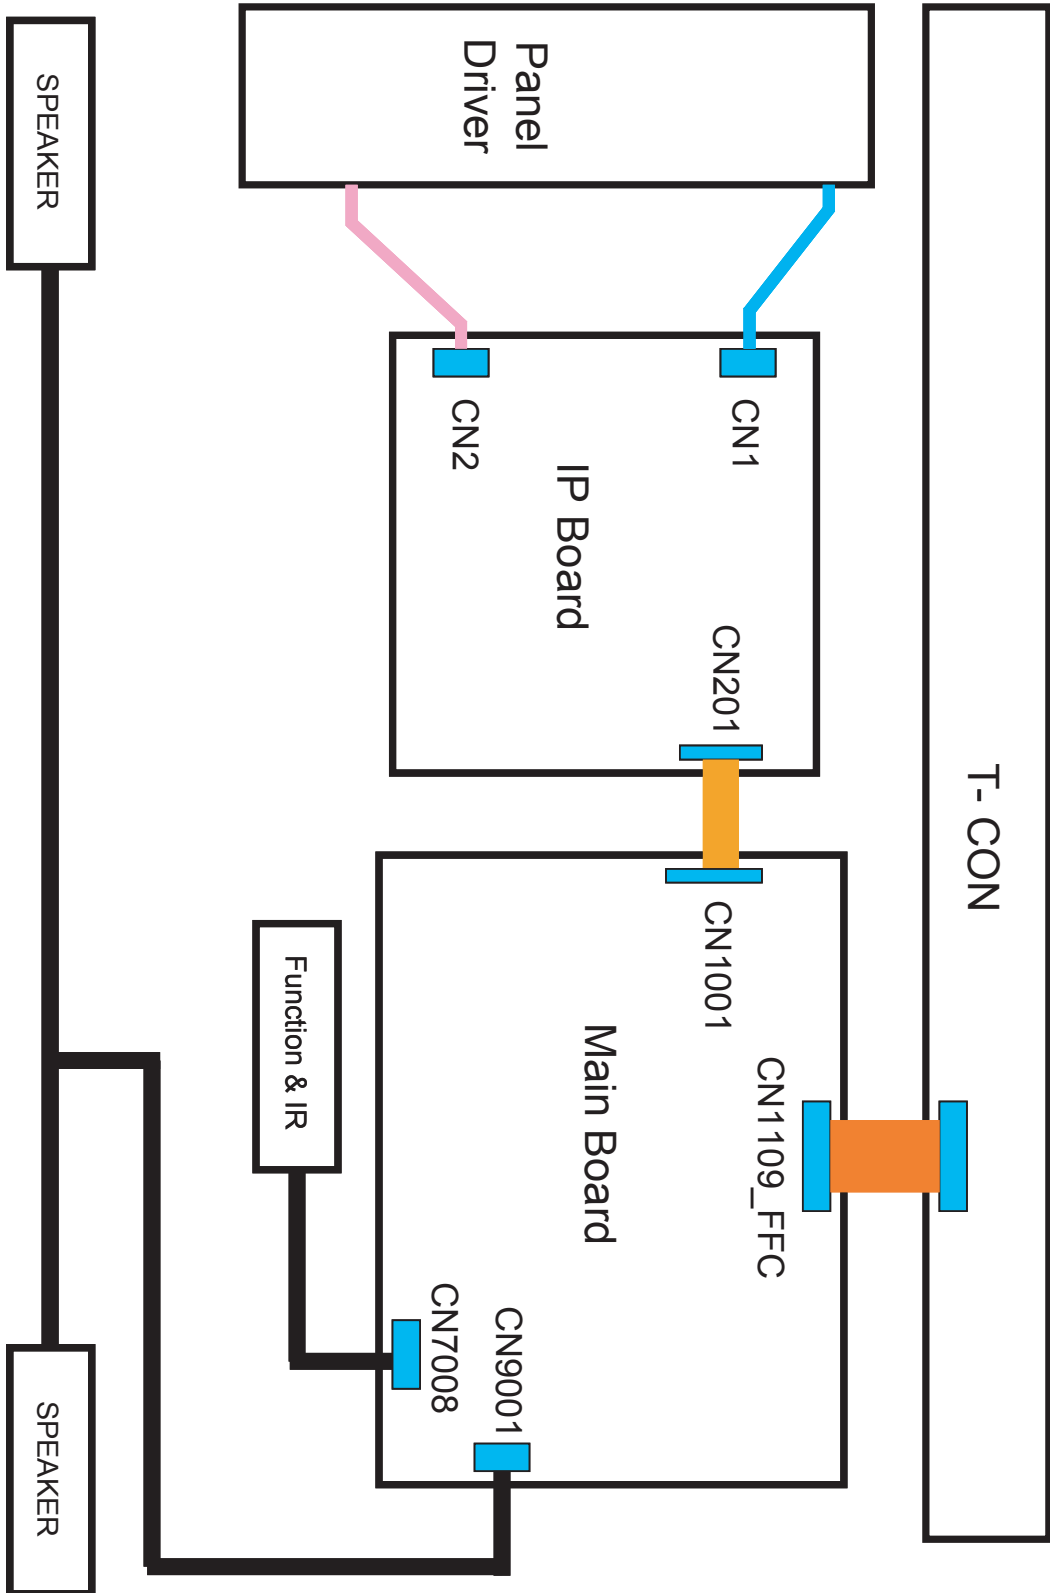 T- CON
Panel
Driver
CN1
CN2
IP Board
CN201
CN1001
CN1109_FFC
Main Board
CN9001
CN7008
Function & IR
SPEAKER
SPEAKER